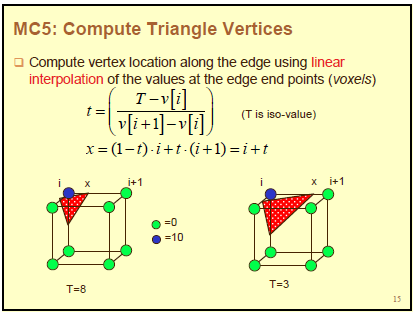 MC5: Compute Triangle Vertices
Compute vertex location along the edge using linear
interpolation of the values at the edge end points (voxels)
t = ( T − v[i] / v[i+1] − v[i] )
(T is iso-value)
x = (1−t)·i + t·(i+1) = i + t
i x i+1
i x i+1
=0
=10
T=8
T=3
15